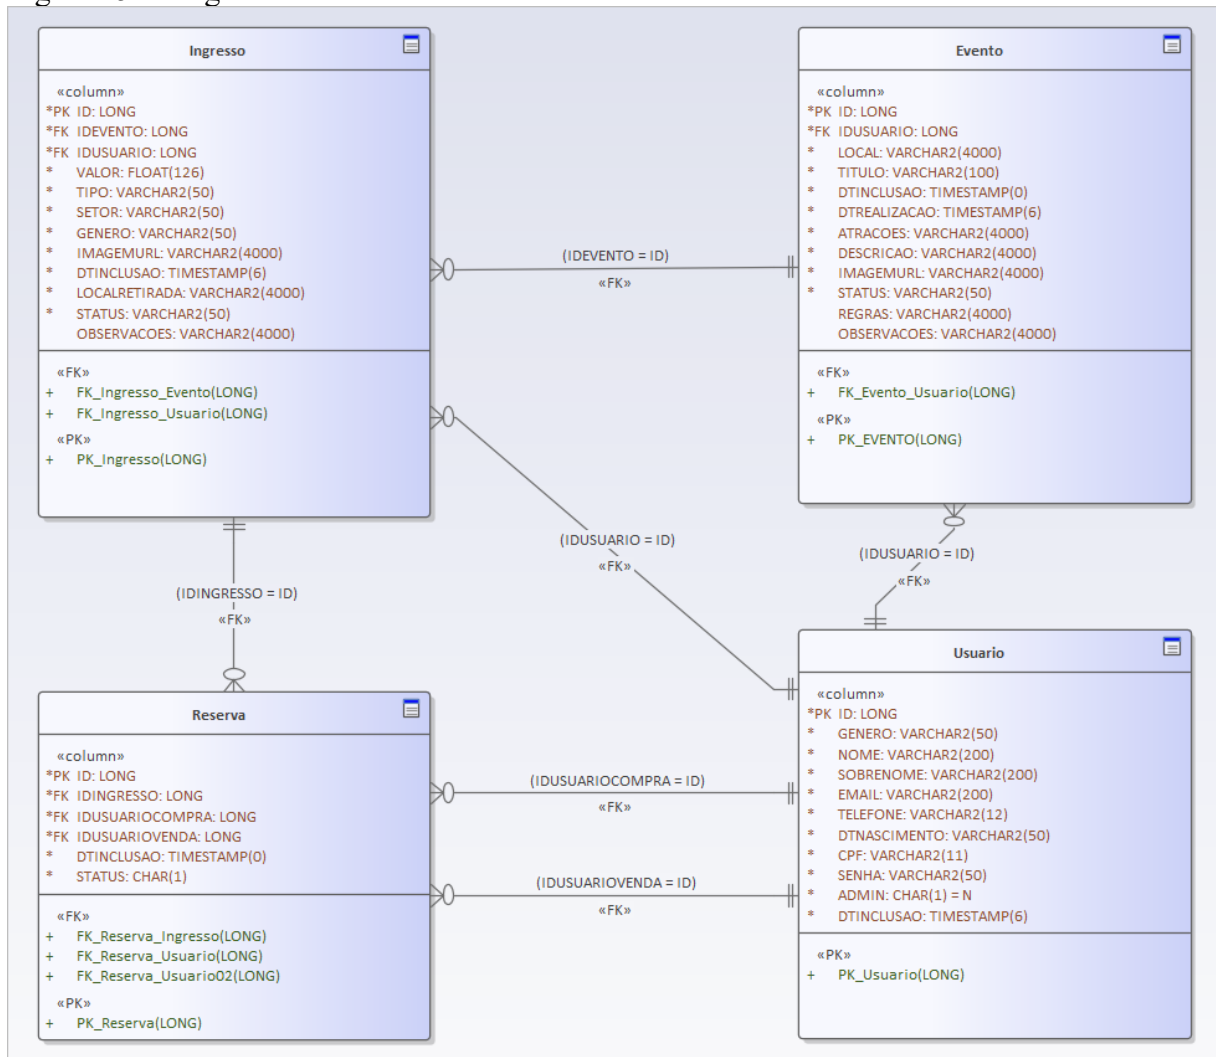 Ingresso
«column»
*PK ID: LONG
*FK IDEVENTO: LONG
*FK IDUSUARIO: LONG
* VALOR: FLOAT(126)
* TIPO: VARCHAR2(50)
* SETOR: VARCHAR2(50)
* GENERO: VARCHAR2(50)
* IMAGEMURL: VARCHAR2(4000)
* DTINCLUSAO: TIMESTAMP(6)
* LOCALRETIRADA: VARCHAR2(4000)
* STATUS: VARCHAR2(50)
OBSERVACOES: VARCHAR2(4000)
«FK»
+ FK_Ingresso_Evento(LONG)
+ FK_Ingresso_Usuario(LONG)
«PK»
+ PK_Ingresso(LONG)
(IDEVENTO = ID)
«FK»
Evento
«column»
*PK ID: LONG
*FK IDUSUARIO: LONG
* LOCAL: VARCHAR2(4000)
* TITULO: VARCHAR2(100)
* DTINCLUSAO: TIMESTAMP(0)
* DTREALIZACAO: TIMESTAMP(6)
* ATRACOES: VARCHAR2(4000)
* DESCRICAO: VARCHAR2(4000)
* IMAGEMURL: VARCHAR2(4000)
* STATUS: VARCHAR2(50)
REGRAS: VARCHAR2(4000)
OBSERVACOES: VARCHAR2(4000)
«FK»
+ FK_Evento_Usuario(LONG)
«PK»
+ PK_EVENTO(LONG)
(IDUSUARIO = ID)
«FK»
(IDUSUARIO = ID)
«FK»
(IDINGRESSO = ID)
«FK»
Reserva
«column»
*PK ID: LONG
*FK IDINGRESSO: LONG
*FK IDUSUARIOCOMPRA: LONG
*FK IDUSUARIOVENDA: LONG
* DTINCLUSAO: TIMESTAMP(0)
* STATUS: CHAR(1)
«FK»
+ FK_Reserva_Ingresso(LONG)
+ FK_Reserva_Usuario(LONG)
+ FK_Reserva_Usuario02(LONG)
«PK»
+ PK_Reserva(LONG)
(IDUSUARIOCOMPRA = ID)
«FK»
(IDUSUARIOVENDA = ID)
«FK»
Usuario
«column»
*PK ID: LONG
* GENERO: VARCHAR2(50)
* NOME: VARCHAR2(200)
* SOBRENOME: VARCHAR2(200)
* EMAIL: VARCHAR2(200)
* TELEFONE: VARCHAR2(12)
* DTNASCIMENTO: VARCHAR2(50)
* CPF: VARCHAR2(11)
* SENHA: VARCHAR2(50)
* ADMIN: CHAR(1) = N
* DTINCLUSAO: TIMESTAMP(6)
«PK»
+ PK_Usuario(LONG)